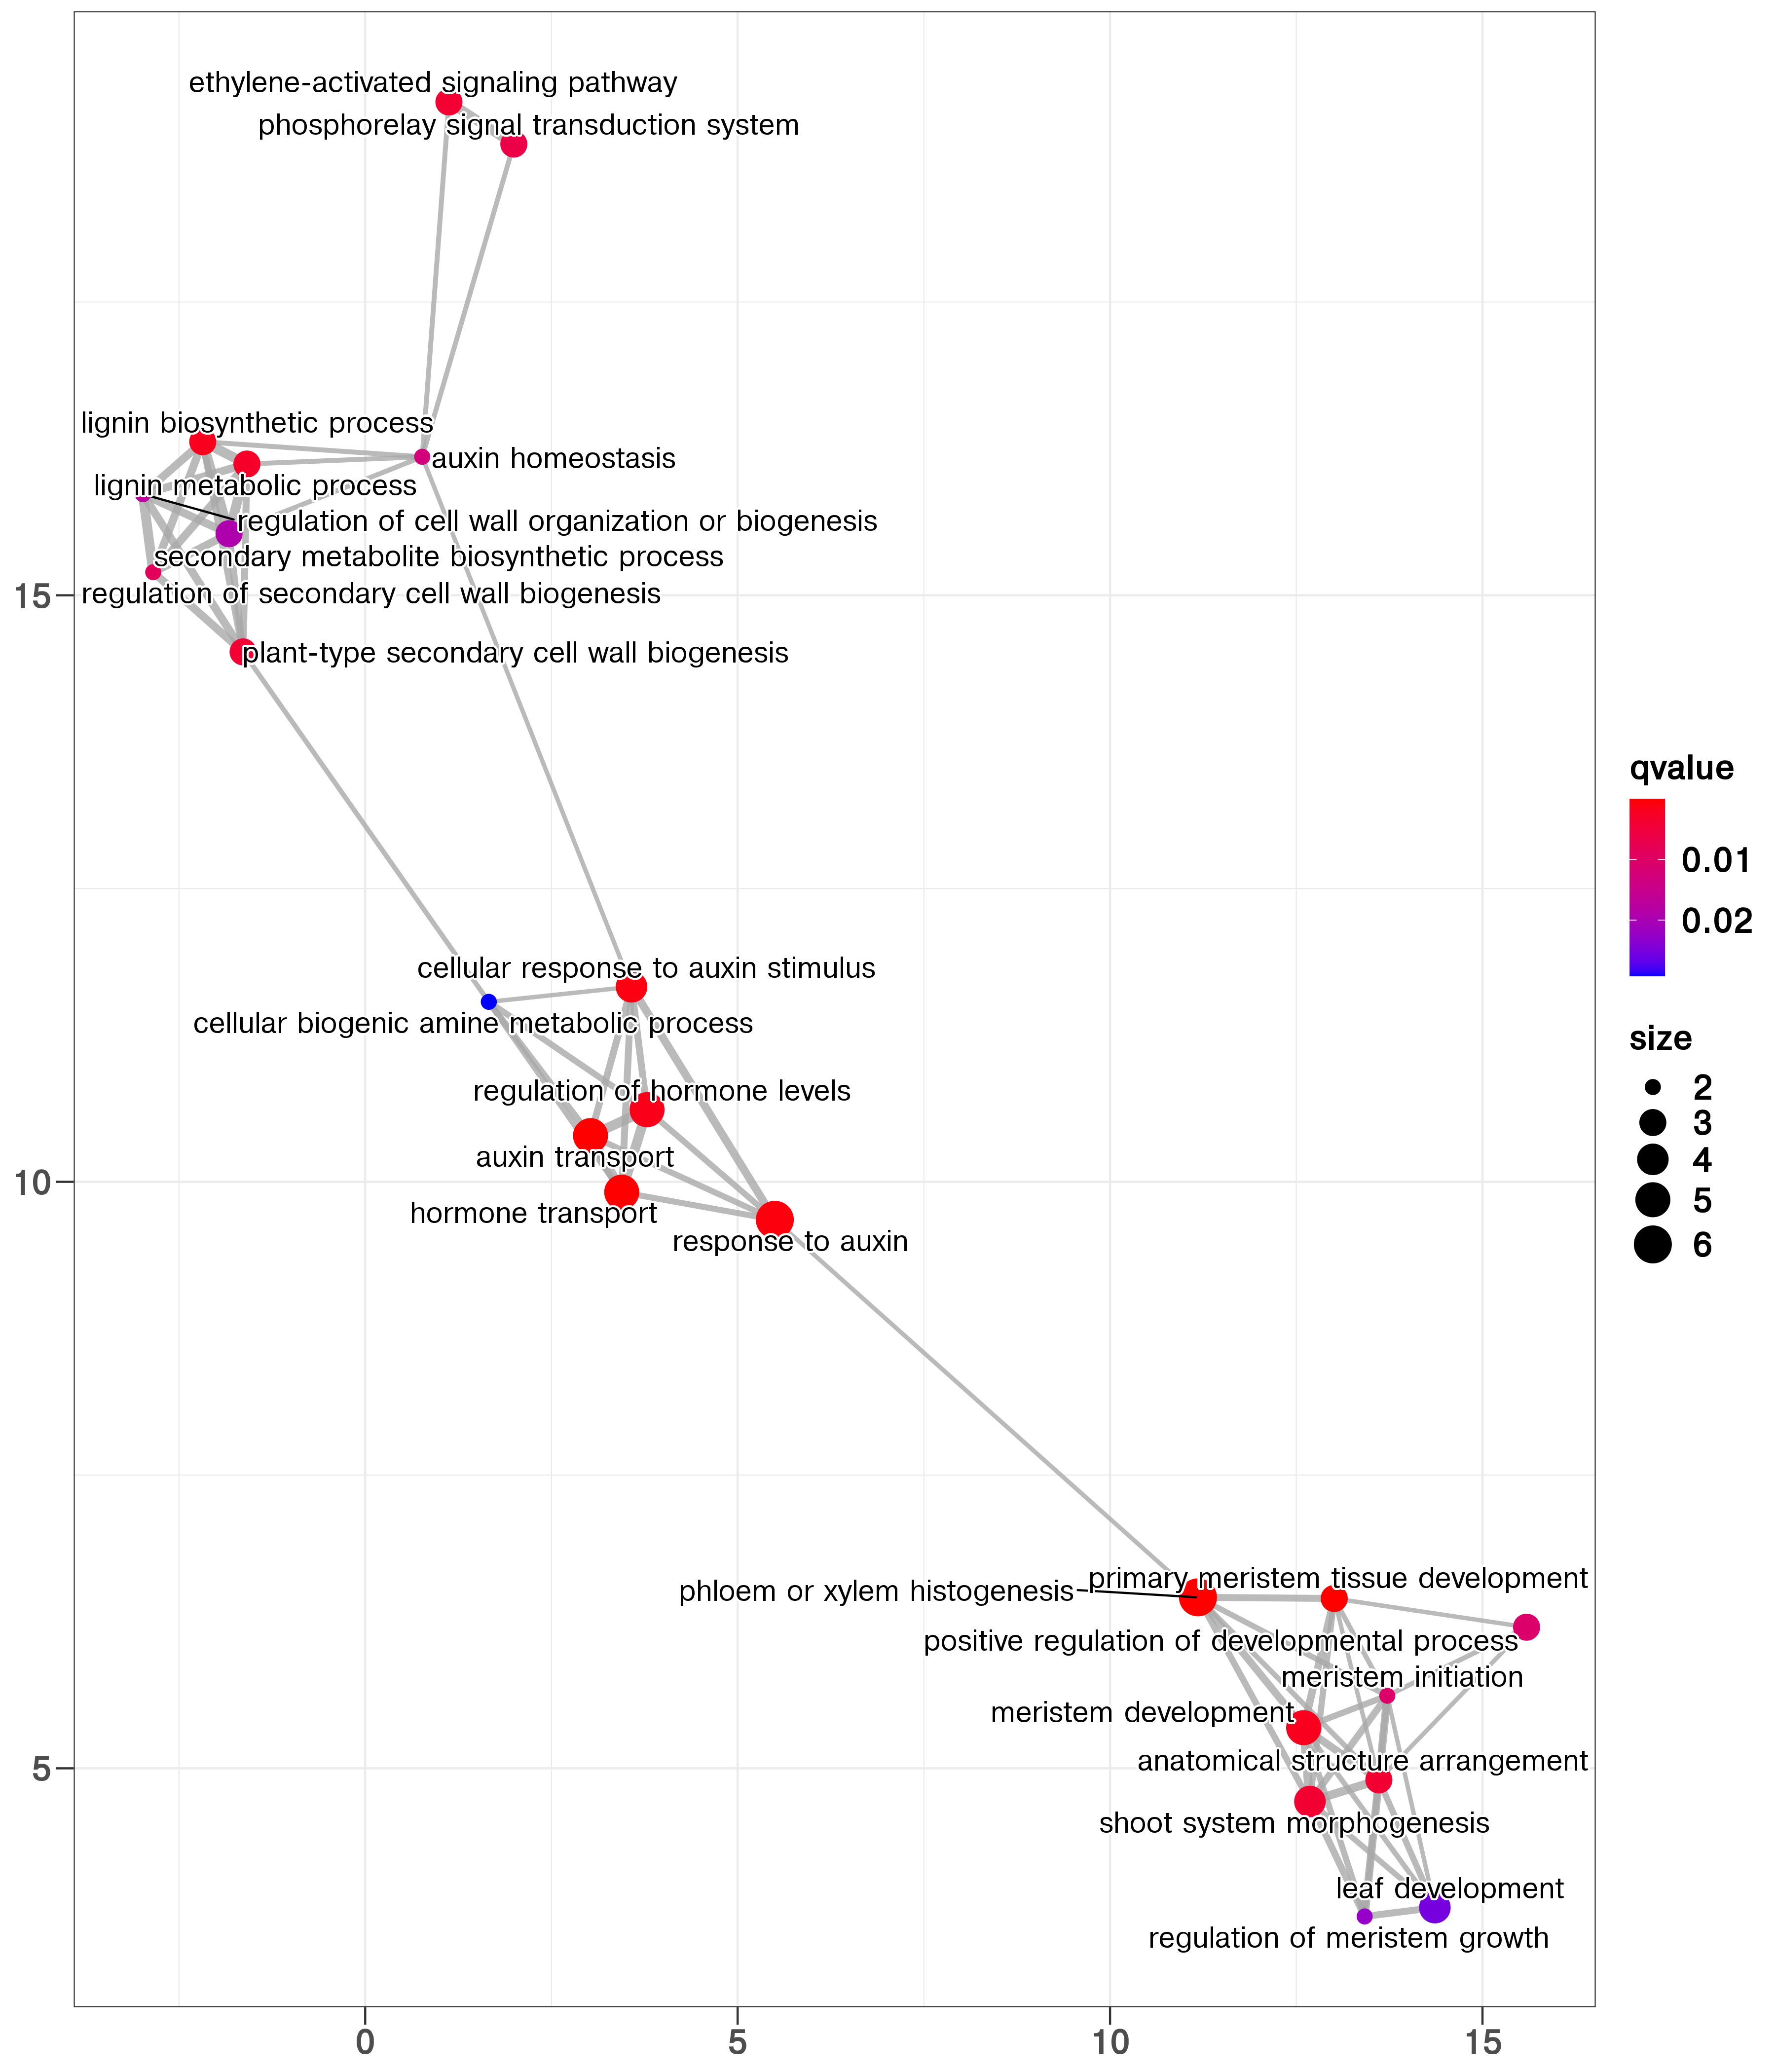 ethylene-activated signaling pathway
phosphorelay signal transduction system
lignin biosynthetic process
auxin homeostasis
lignin metabolic process
regulation of cell wall organization or biogenesis
secondary metabolite biosynthetic process
regulation of secondary cell wall biogenesis
plant-type secondary cell wall biogenesis
cellular response to auxin stimulus
cellular biogenic amine metabolic process
regulation of hormone levels
auxin transport
hormone transport
response to auxin
primary meristem tissue development
phloem or xylem histogenesis
positive regulation of developmental process
meristem initiation
meristem development
anatomical structure arrangement
shoot system morphogenesis
leaf development
regulation of meristem growth
15
10
5
0
5
10
15
qvalue
0.01
0.02
size
2
3
4
5
6